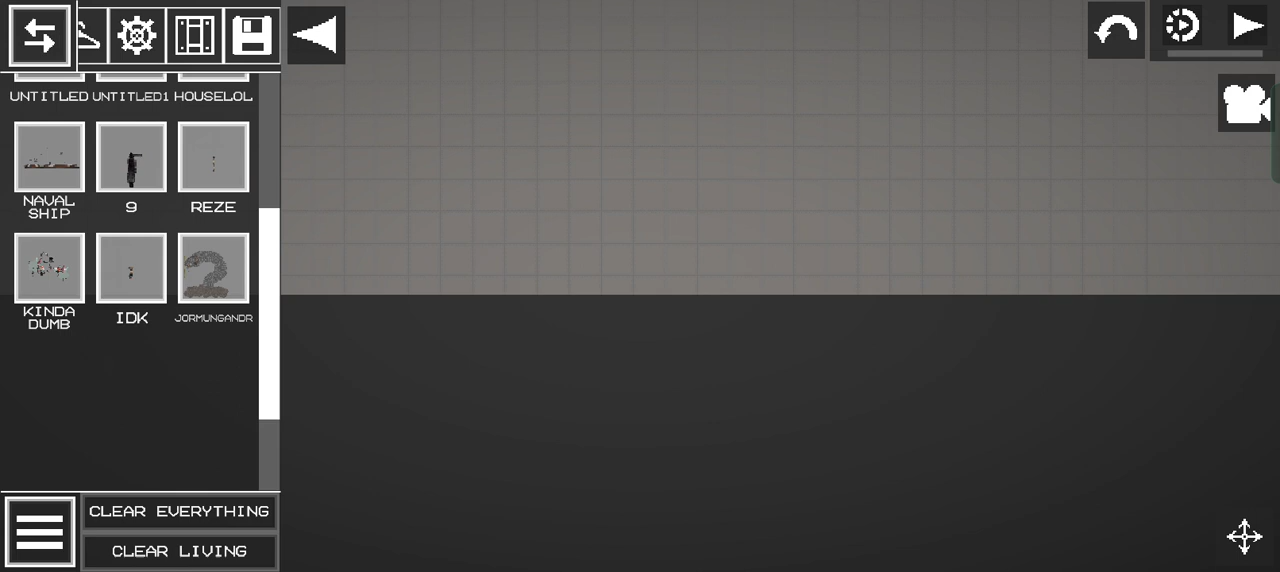 UNTITLED UNTITLED1 HOUSELOL
NAVAL
SHIP
9
REZE
KINDA
DUMB
IDK
JORMUNGANDR
CLEAR EVERYTHING
CLEAR LIVING